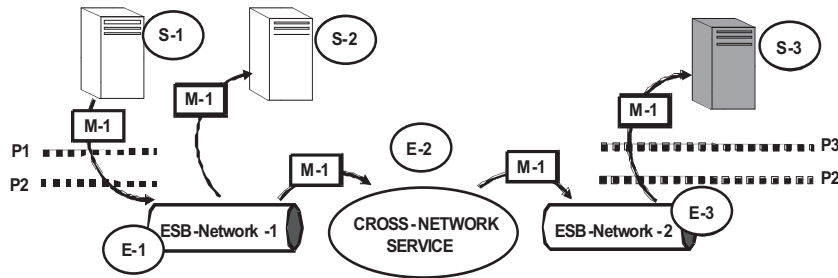 S-1
S-2
S-3
M-1
M-1
M-1
P1
P2
E-2
M-1
M-1
P3
P2
ESB-Network -1
E-1
CROSS-NETWORK
SERVICE
ESB-Network -2
E-3